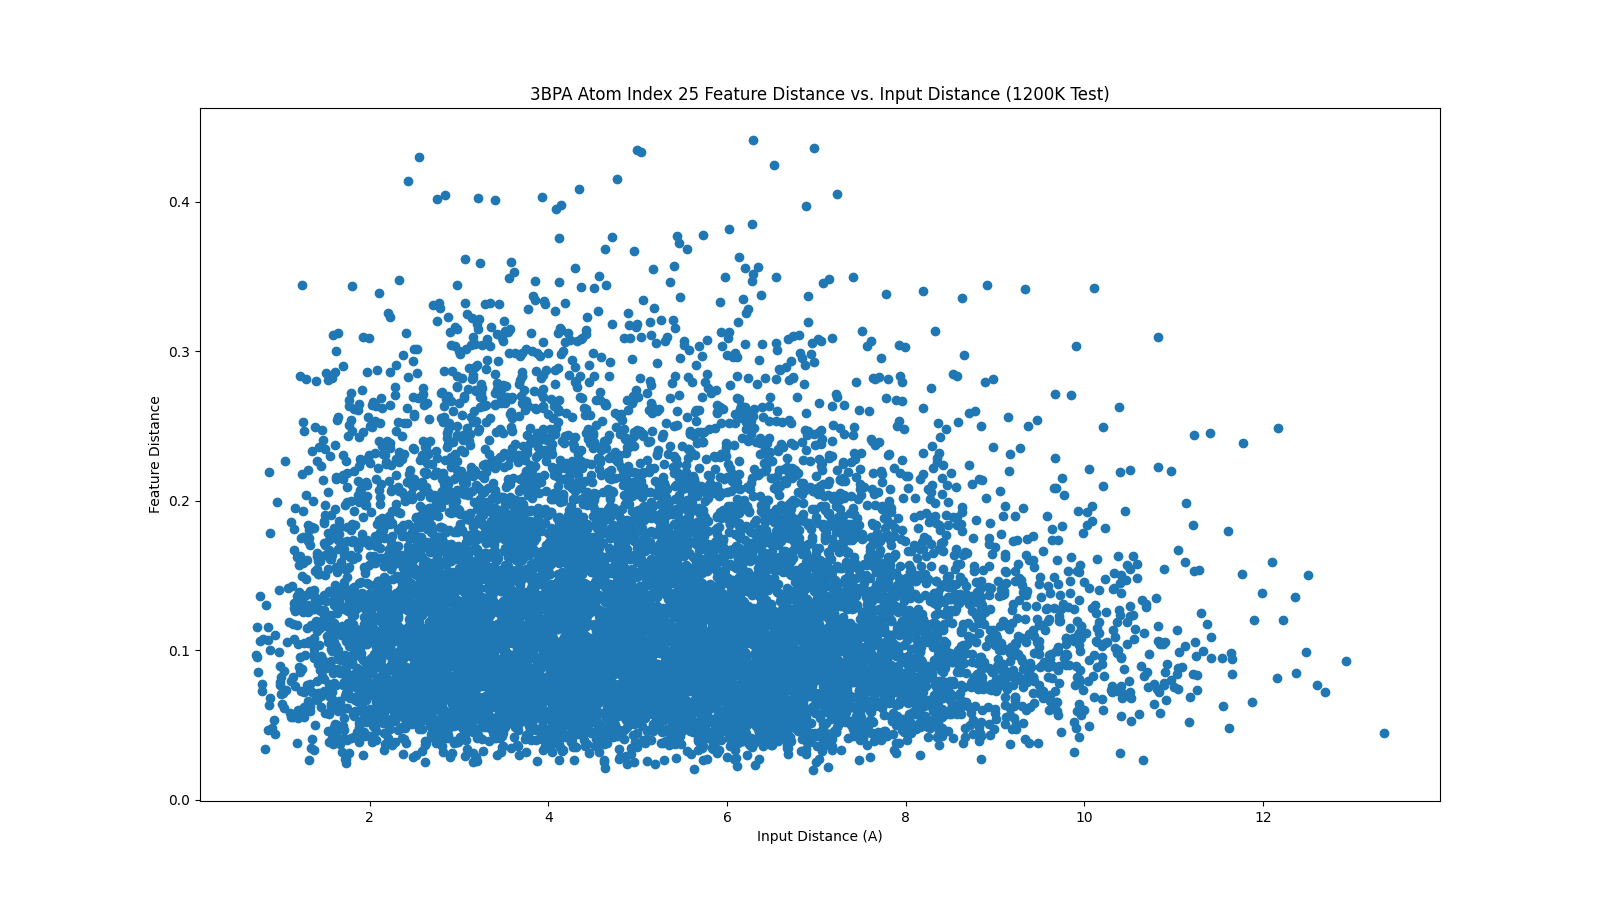 3BPA Atom Index 25 Feature Distance vs. Input Distance (1200K Test)
0.4
0.3
0.2
0.1
0.0
Feature Distance
2 4 6 8 10 12
Input Distance (A)